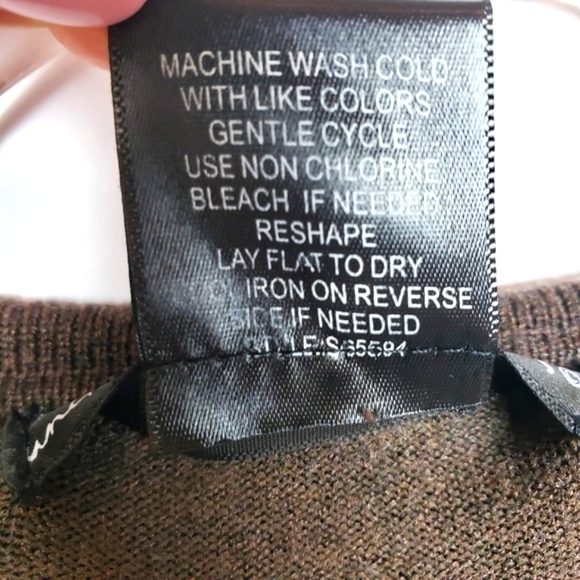 MACHINE WASH COLD
WITH LIKE COLORS
GENTLE CYCLE
USE NON CHLORINE
BLEACH IF NEEDED
RESHAPE
LAY FLAT TO DRY
IRON ON REVERSE
SIDE IF NEEDED